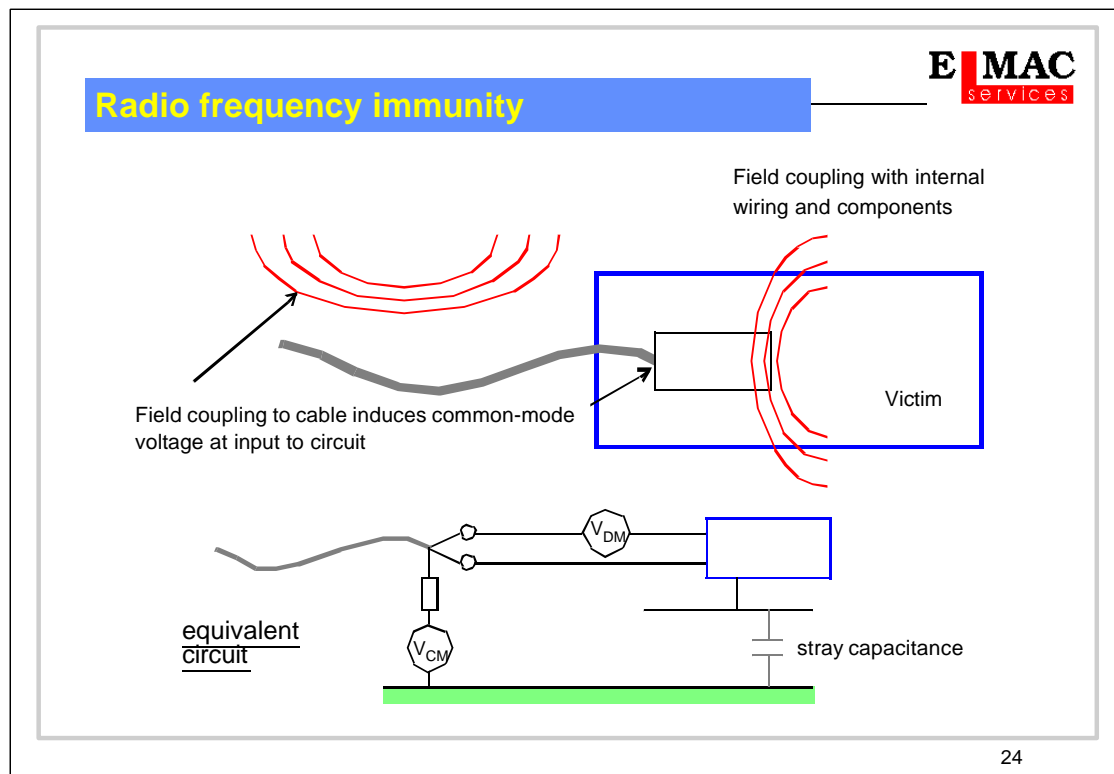 E MAC
services
Radio frequency immunity
Field coupling with internal
wiring and components
Victim
Field coupling to cable induces common-mode
voltage at input to circuit
VDM
equivalent
circuit
VCM
stray capacitance
24